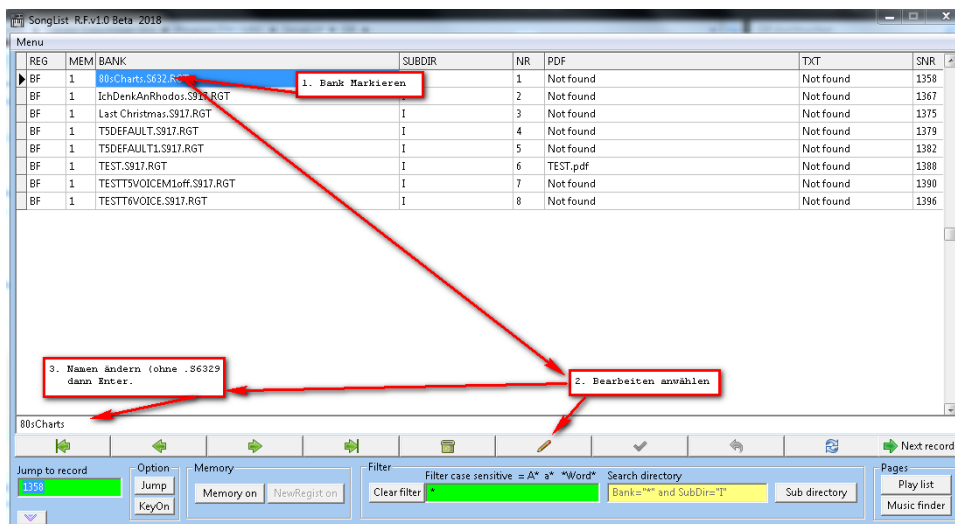 SongList R.F.v1.0 Beta 2018
Menu
REG MEM BANK SUBDIR NR PDF TXT SNR
BF 1 80sCharts.S632.RGT 1 Not found Not found 1358
1. Bank Markieren
BF 1 IchDenkAnRhodos.S917.RGT I 2 Not found Not found 1367
BF 1 Last Christmas.S917.RGT I 3 Not found Not found 1375
BF 1 T5DEFAULT.S917.RGT I 4 Not found Not found 1379
BF 1 T5DEFAULT1.S917.RGT I 5 Not found Not found 1382
BF 1 TEST.S917.RGT I 6 TEST.pdf Not found 1388
BF 1 TESTT5VOICEM1off.S917.RGT I 7 Not found Not found 1390
BF 1 TESTT6VOICE.S917.RGT I 8 Not found Not found 1396
3. Namen ändern (ohne .S6329
dann Enter.
2. Bearbeiten anwählen
80sCharts
Next record
Jump to record
1358
Option
Jump
KeyOn
Memory
Memory on NewRegist on
Filter
Filter case sensitive = A* a* *Word*
Clear filter *
Search directory
Bank="*" and SubDir="I"
Sub directory
Pages
Play list
Music finder